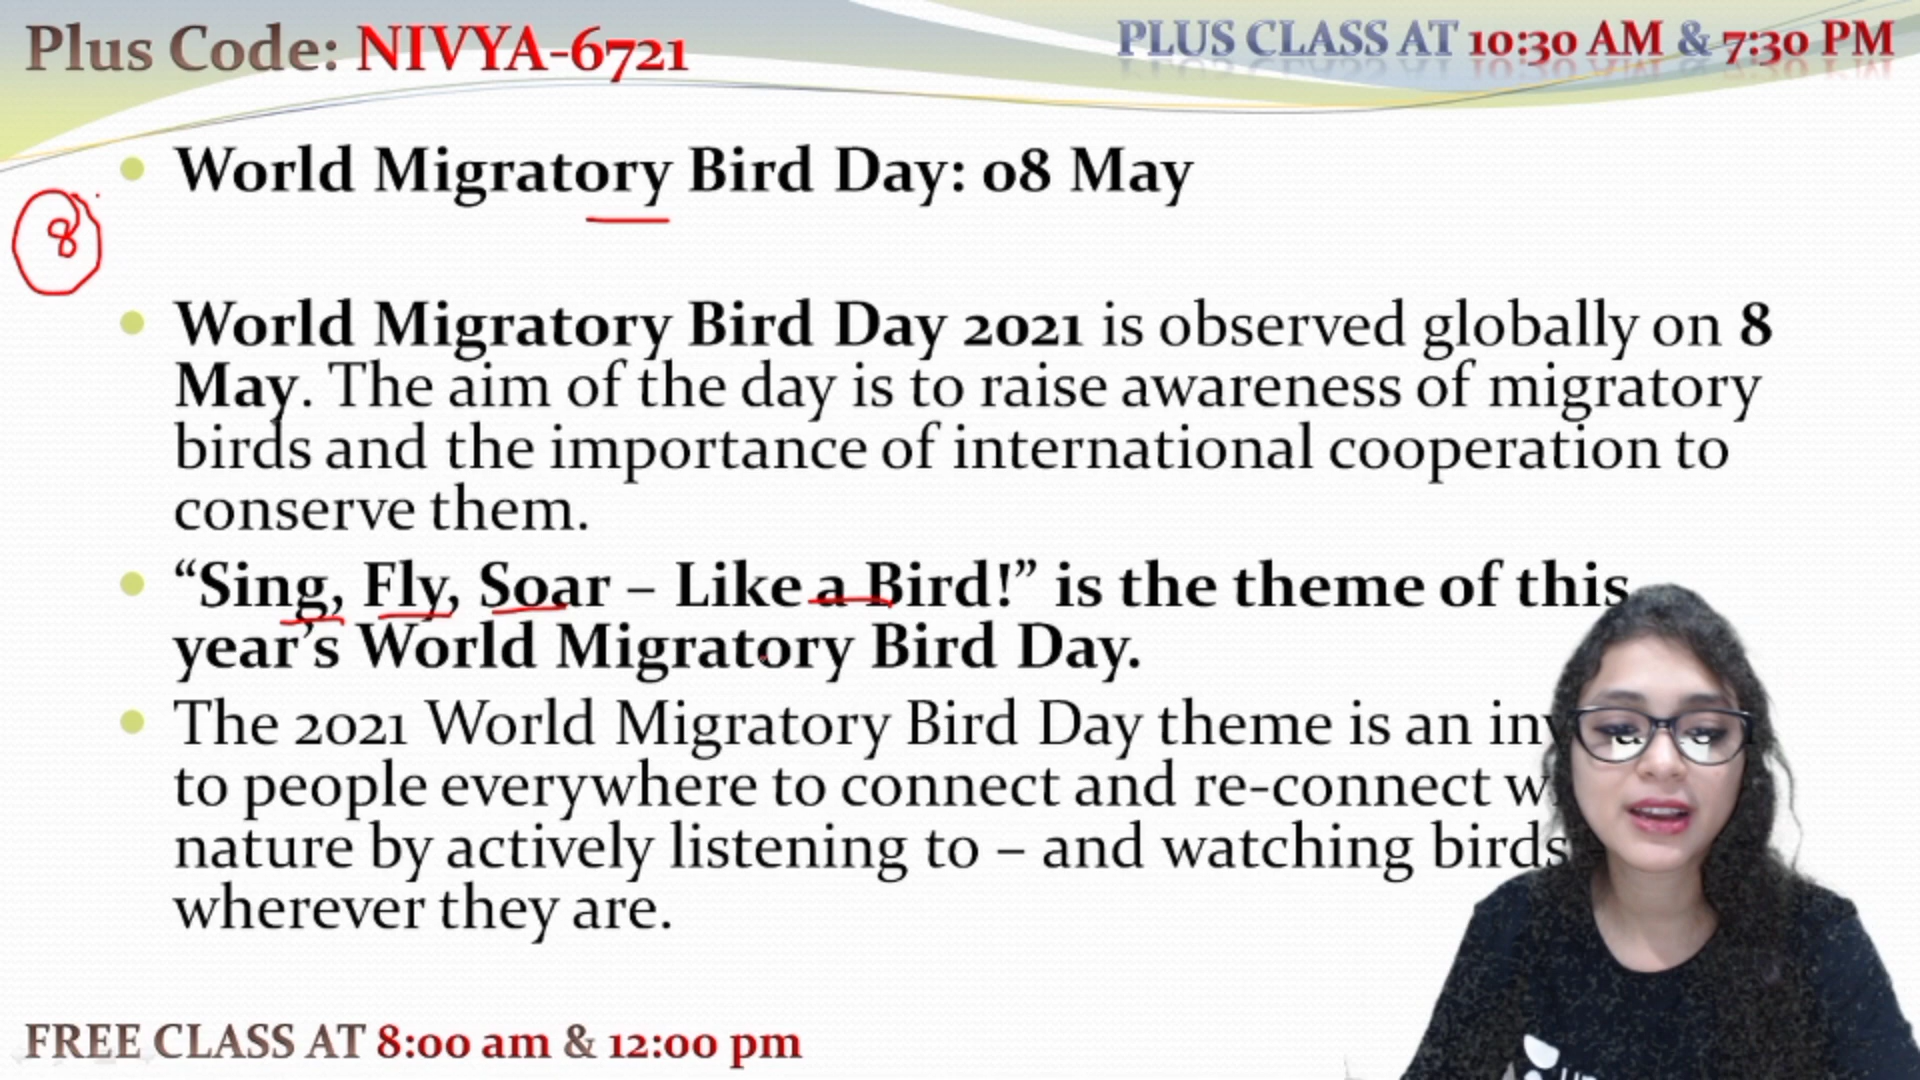 Plus Code: NIVYA-6721
PLUS CLASS AT 10:30 AM & 7:30 PM
World Migratory Bird Day: 08 May
8
World Migratory Bird Day 2021 is observed globally on 8
May. The aim of the day is to raise awareness of migratory
birds and the importance of international cooperation to
conserve them.
“Sing, Fly, Soar – Like a Bird!” is the theme of this
year’s World Migratory Bird Day.
The 2021 World Migratory Bird Day theme is an
to people everywhere to connect and re-connect
nature by actively listening to – and watching birds
wherever they are.
FREE CLASS AT 8:00 am & 12:00 pm